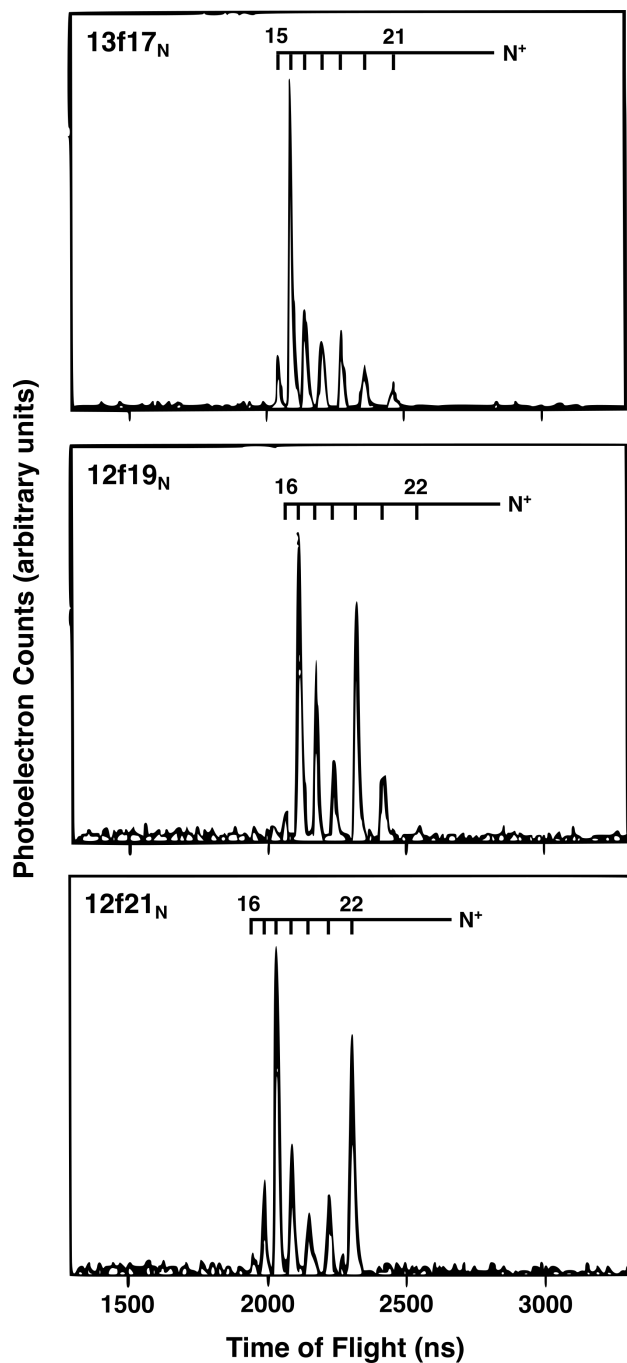 Photoelectron Counts (arbitrary units)
13f17N
15 21
N+
12f19N
16 22
N+
12f21N
16 22
N+
1500 2000 2500 3000
Time of Flight (ns)